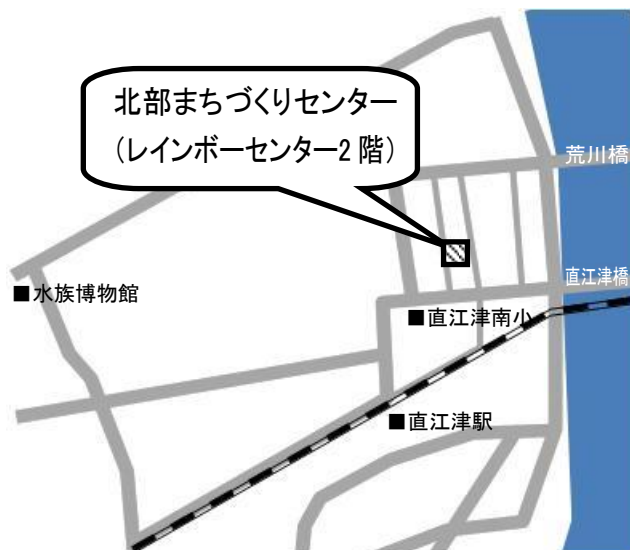 北部まちづくりセンター
（レインボーセンター2階）
荒川橋
直江津橋
■水族博物館
■直江津南小
■直江津駅